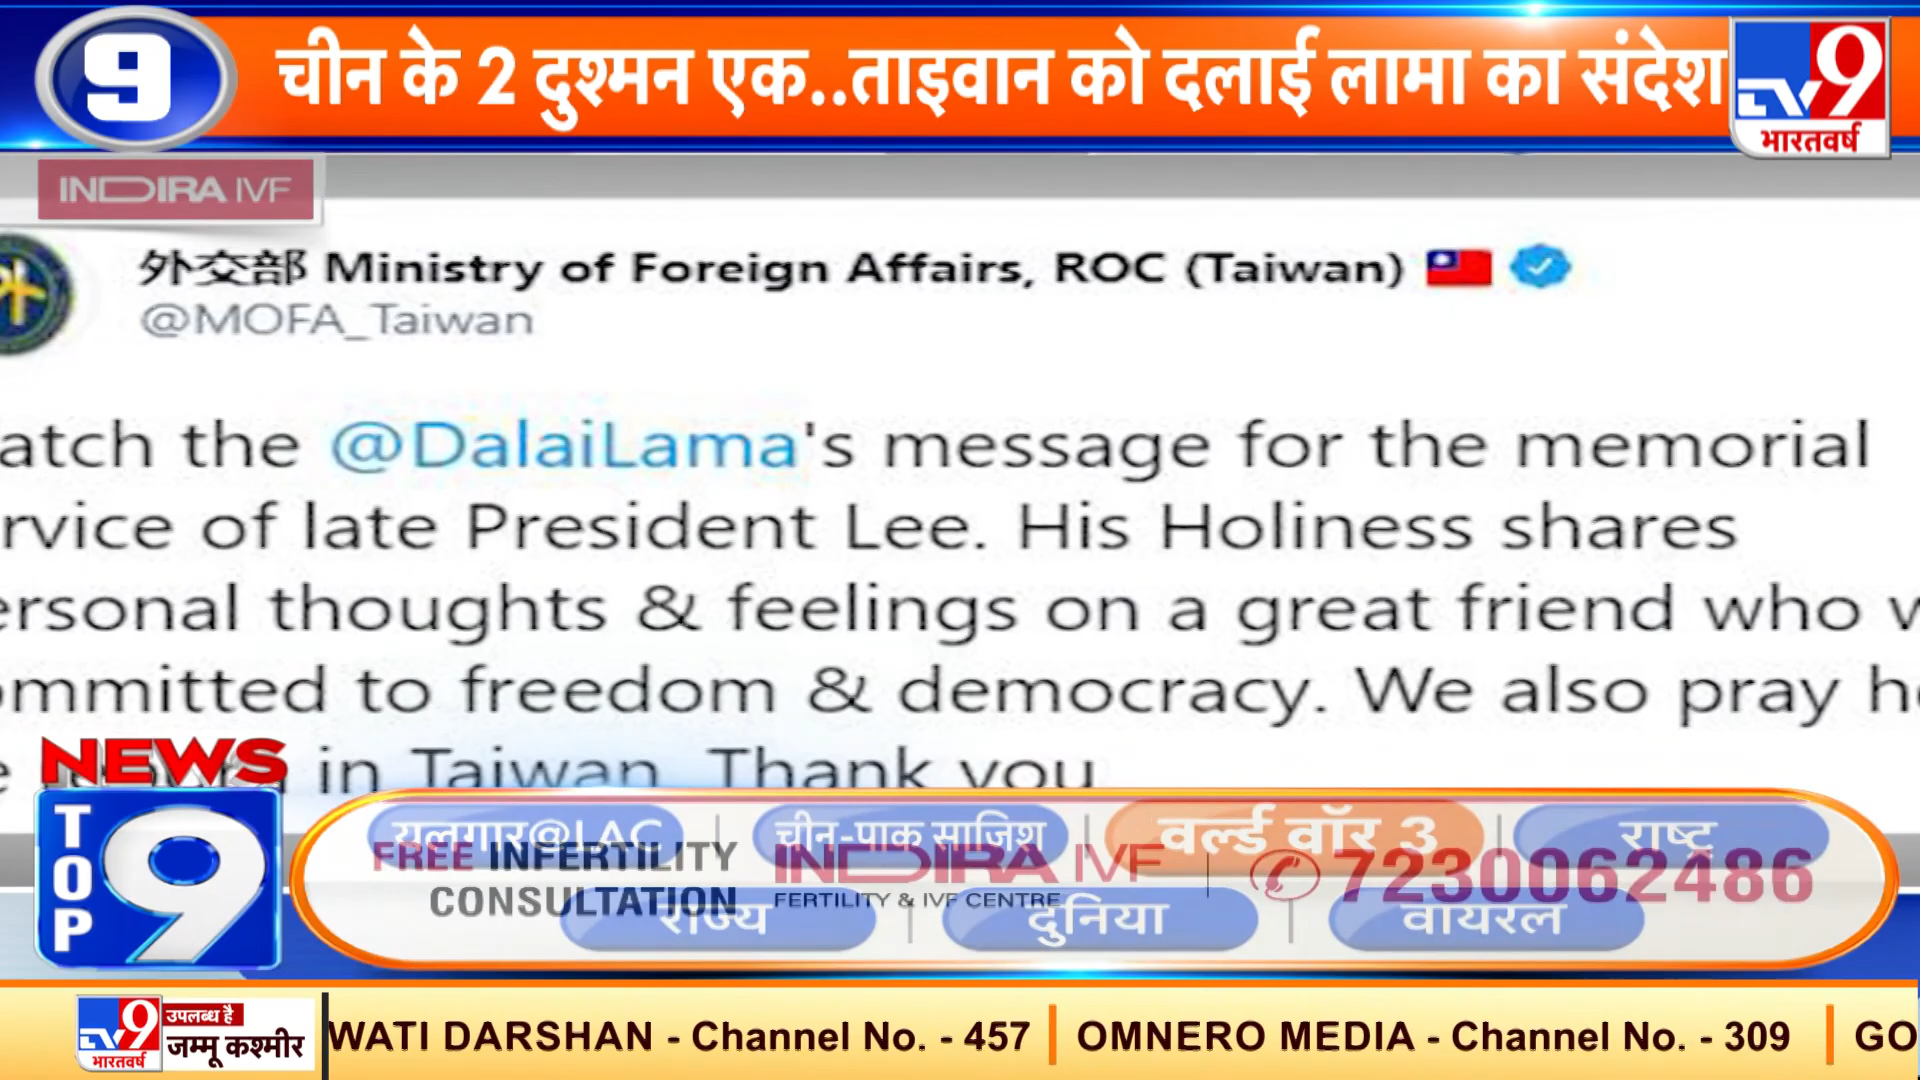 9
चीन के 2 दुश्मन एक..ताइवान को दलाई लामा का संदेश
TV9
भारतवर्ष
INDIRA IVF
外交部 Ministry of Foreign Affairs, ROC (Taiwan)
@MOFA_Taiwan
atch the @DalaiLama's message for the memorial
rvice of late President Lee. His Holiness shares
ersonal thoughts & feelings on a great friend who w
ommitted to freedom & democracy. We also pray h
in Taiwan. Thank you
NEWS
TOP
9
यलगार@LAC
चीन-पाक साजिश
वर्ल्ड वॉर 3
राष्ट्र
FREE INFERTILITY
CONSULTATION
INDIRA IVF
FERTILITY & IVF CENTRE
7230062486
राज्य
दुनिया
वायरल
TV9
भारतवर्ष
उपलब्ध है
जम्मू कश्मीर
WATI DARSHAN - Channel No. - 457 | OMNERO MEDIA - Channel No. - 309 | GO